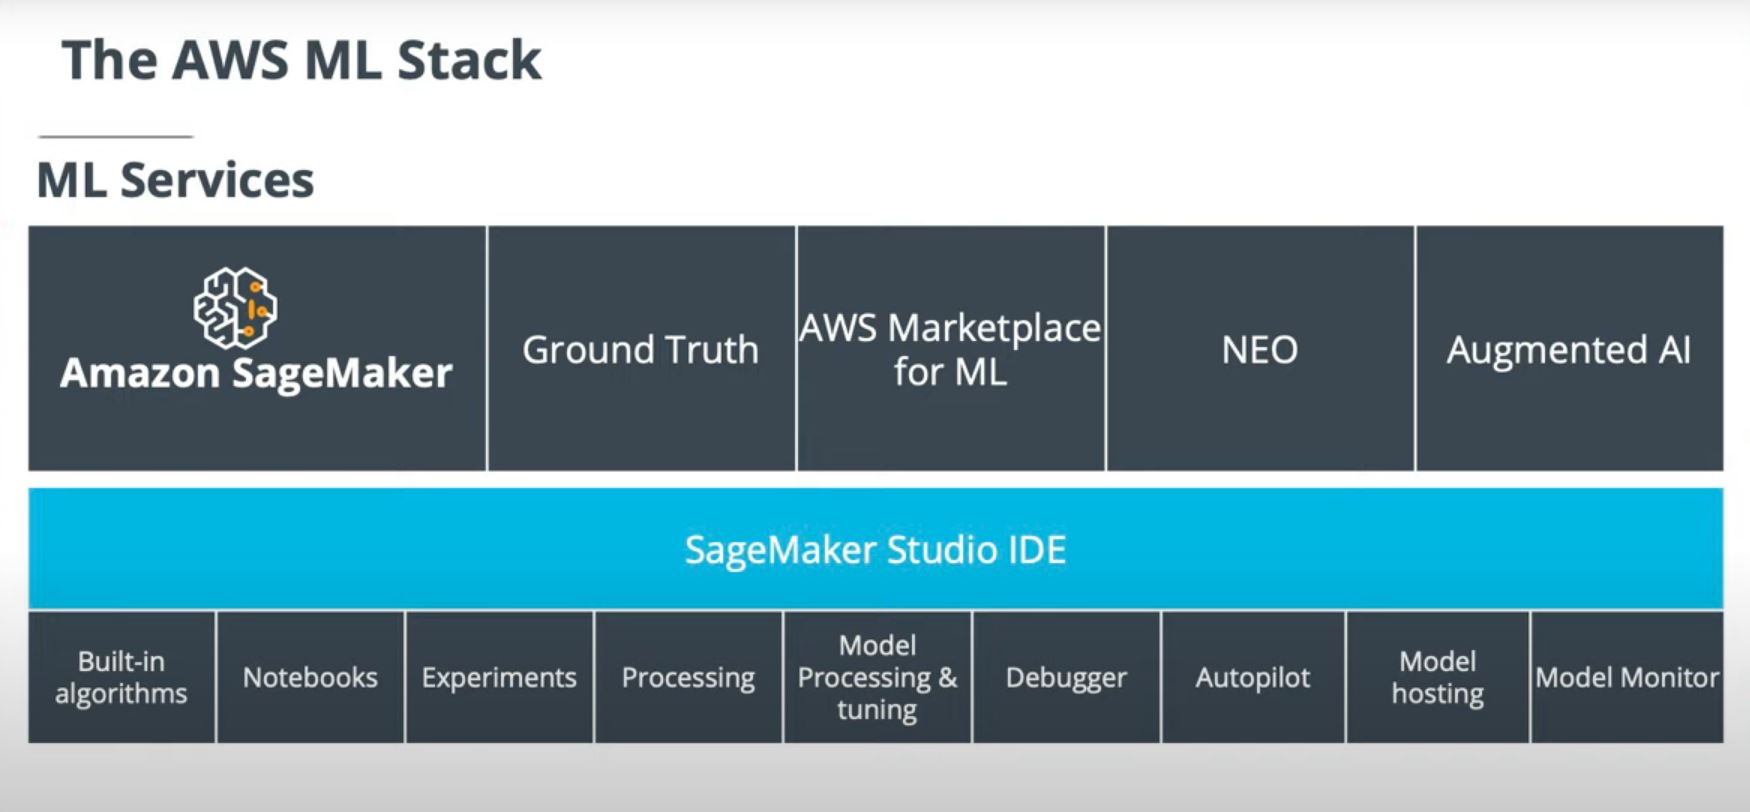 The AWS ML Stack
ML Services
Amazon SageMaker
Ground Truth
AWS Marketplace
for ML
NEO
Augmented AI
SageMaker Studio IDE
Built-in
algorithms
Notebooks
Experiments
Processing
Model
Processing &
tuning
Debugger
Autopilot
Model
hosting
Model Monitor